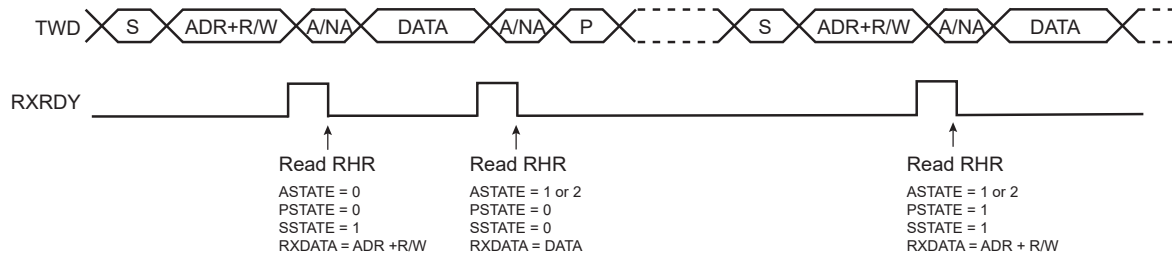 TWD S ADR+R/W A/NA DATA A/NA P S ADR+R/W A/NA DATA
RXRDY
Read RHR
ASTATE = 0
PSTATE = 0
SSTATE = 1
RXDATA = ADR +R/W
Read RHR
ASTATE = 1 or 2
PSTATE = 0
SSTATE = 0
RXDATA = DATA
Read RHR
ASTATE = 1 or 2
PSTATE = 1
SSTATE = 1
RXDATA = ADR + R/W